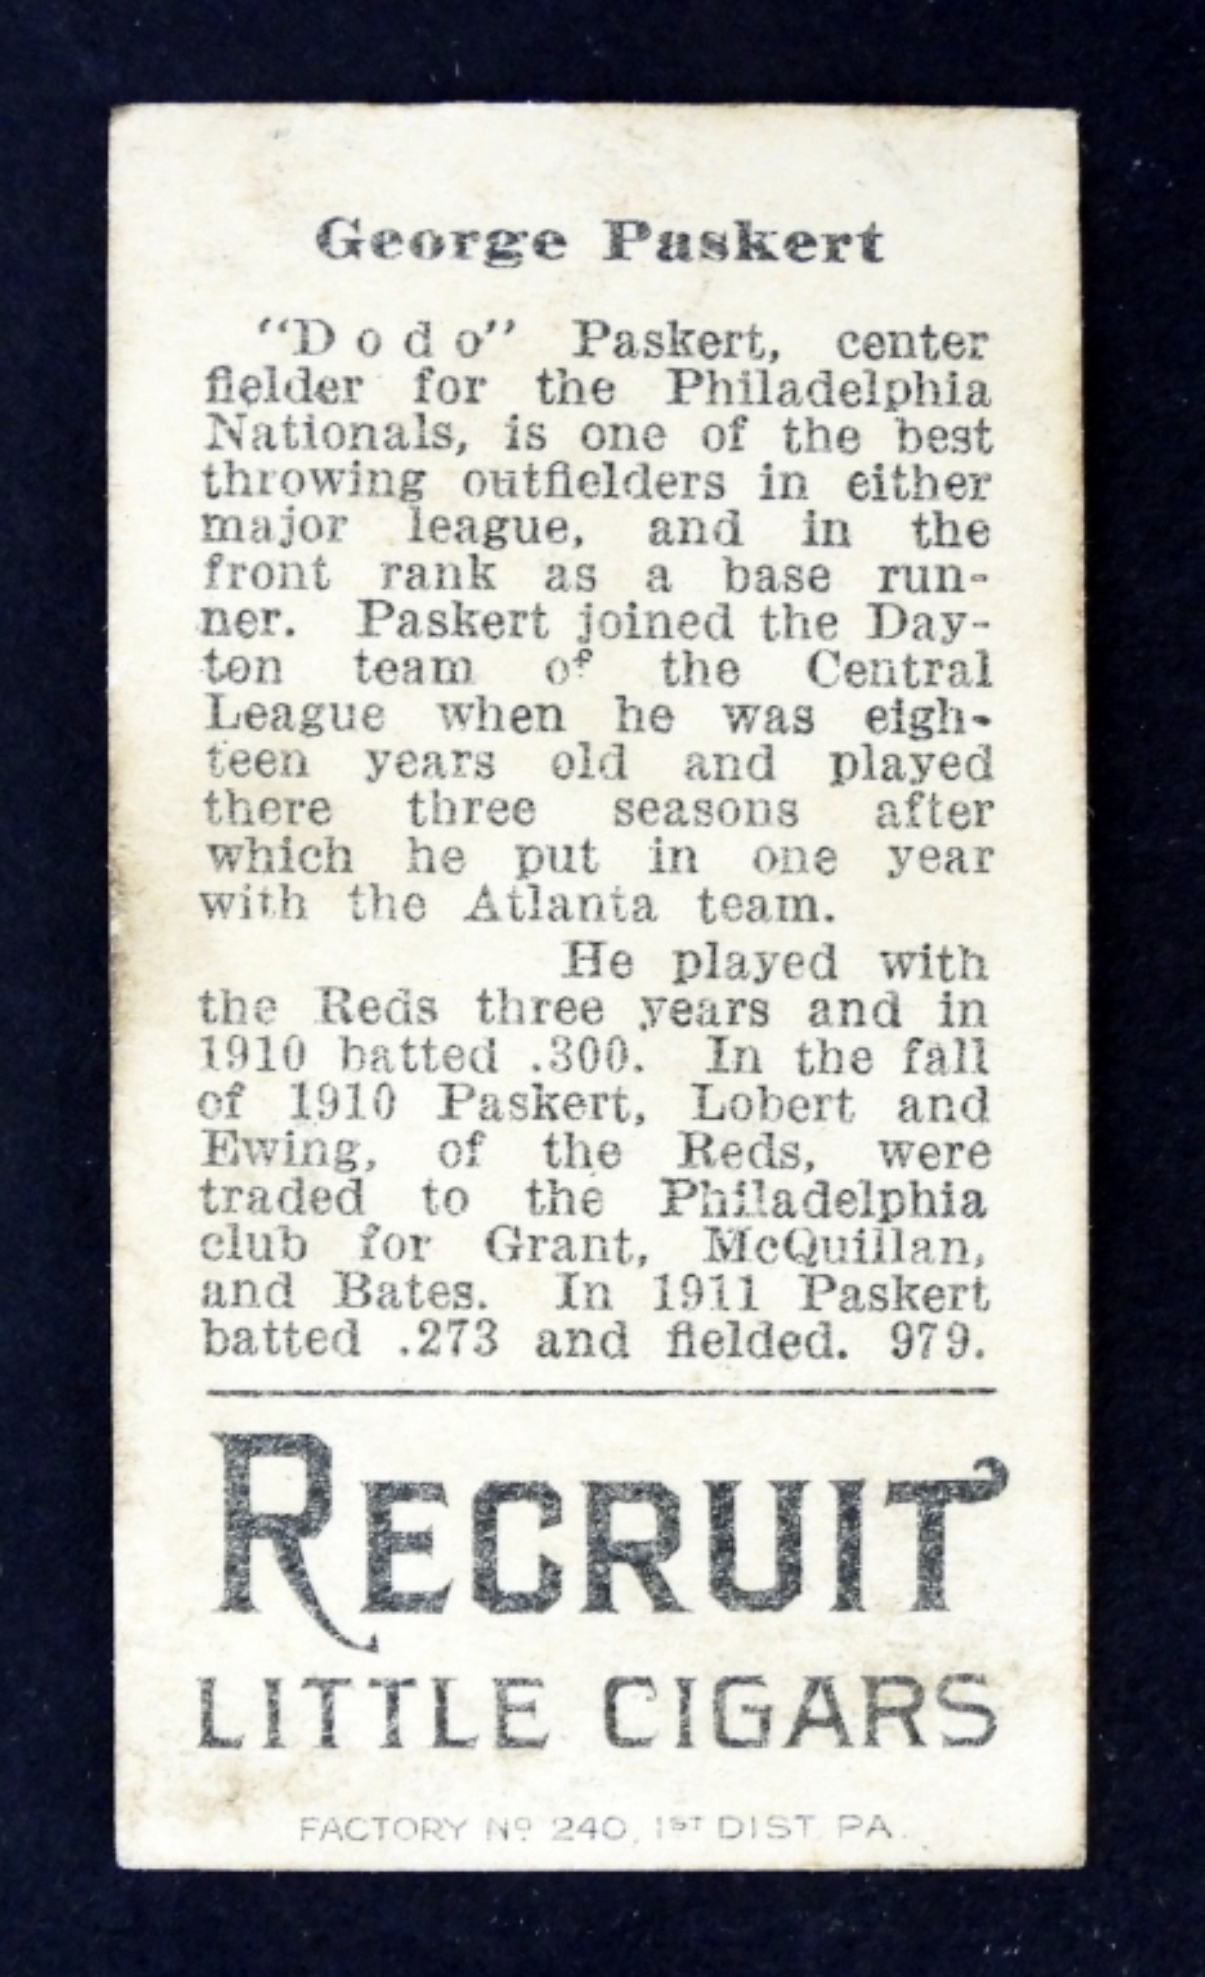 George Paskert
"Dodo" Paskert, center
fielder for the Philadelphia
Nationals, is one of the best
throwing outfielders in either
major league, and in the
front rank as a base run-
ner. Paskert joined the Day-
ton team of the Central
League when he was eigh-
teen years old and played
there three seasons after
which he put in one year
with the Atlanta team.
He played with
the Reds three years and in
1910 batted .300. In the fall
of 1910 Paskert, Lobert and
Ewing, of the Reds, were
traded to the Philadelphia
club for Grant, McQuillan,
and Bates. In 1911 Paskert
batted .273 and fielded. 979.
RECRUIT
LITTLE CIGARS
FACTORY No 240, 1ST DIST. PA.